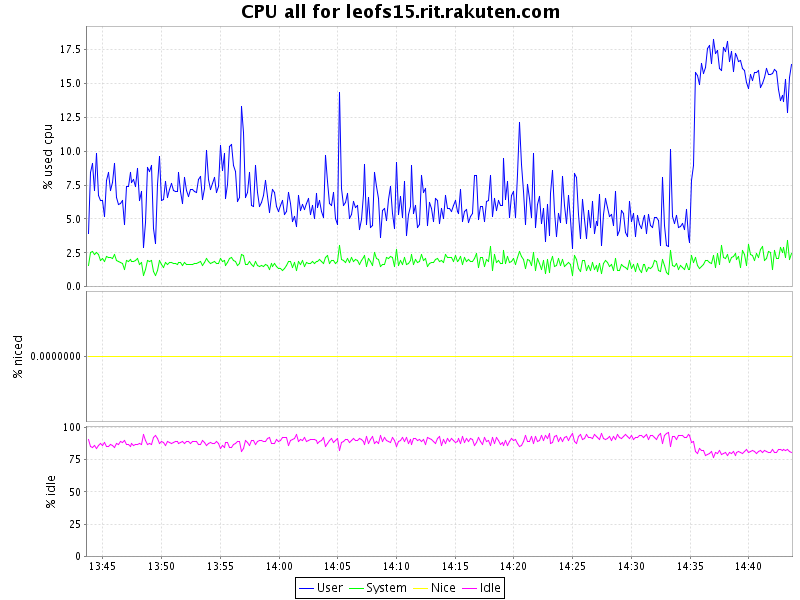 CPU all for leofs15.rit.rakuten.com
% used cpu
17.5
15.0
12.5
10.0
7.5
5.0
2.5
0.0
% niced
0.0000000
% idle
100
75
50
25
0
13:45 13:50 13:55 14:00 14:05 14:10 14:15 14:20 14:25 14:30 14:35 14:40
User System Nice Idle